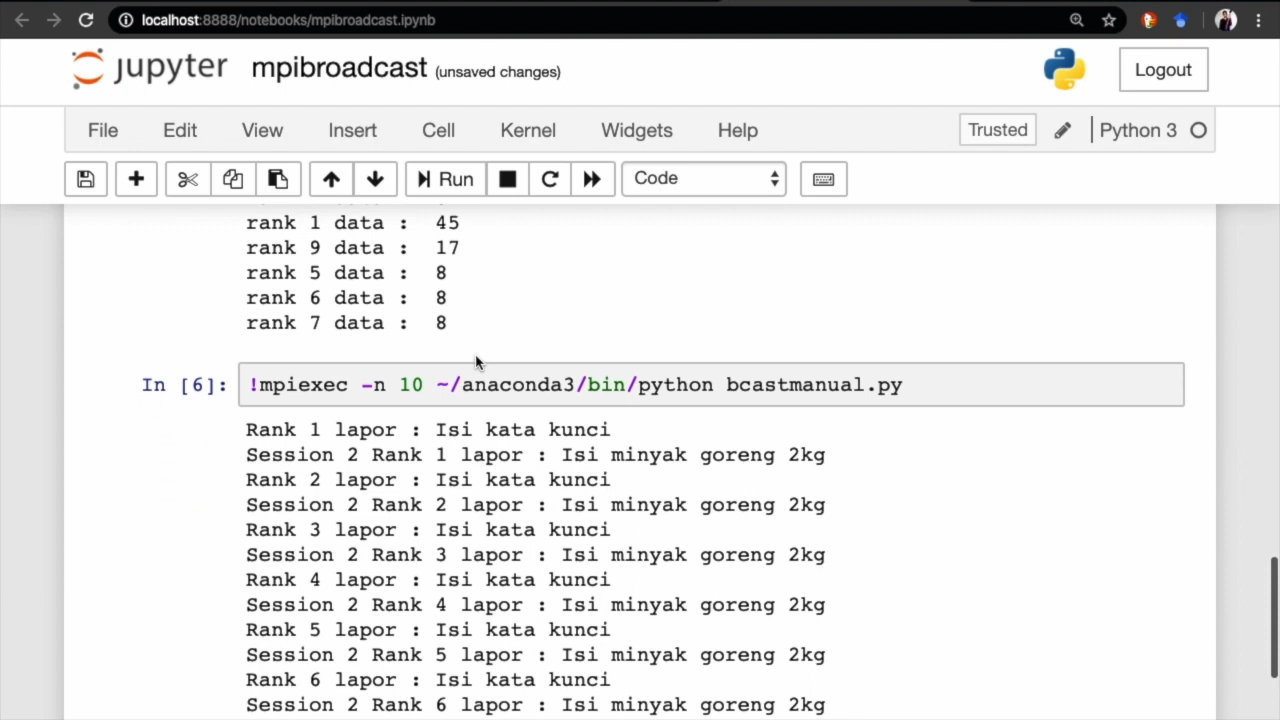 localhost:8888/notebooks/mpibroadcast.ipynb
jupyter mpibroadcast (unsaved changes) Logout
File Edit View Insert Cell Kernel Widgets Help Trusted Python 3
Run Code
rank 1 data : 45
rank 9 data : 17
rank 5 data : 8
rank 6 data : 8
rank 7 data : 8
In [6]: !mpiexec -n 10 ~/anaconda3/bin/python bcastmanual.py
Rank 1 lapor : Isi kata kunci
Session 2 Rank 1 lapor : Isi minyak goreng 2kg
Rank 2 lapor : Isi kata kunci
Session 2 Rank 2 lapor : Isi minyak goreng 2kg
Rank 3 lapor : Isi kata kunci
Session 2 Rank 3 lapor : Isi minyak goreng 2kg
Rank 4 lapor : Isi kata kunci
Session 2 Rank 4 lapor : Isi minyak goreng 2kg
Rank 5 lapor : Isi kata kunci
Session 2 Rank 5 lapor : Isi minyak goreng 2kg
Rank 6 lapor : Isi kata kunci
Session 2 Rank 6 lapor : Isi minyak goreng 2kg